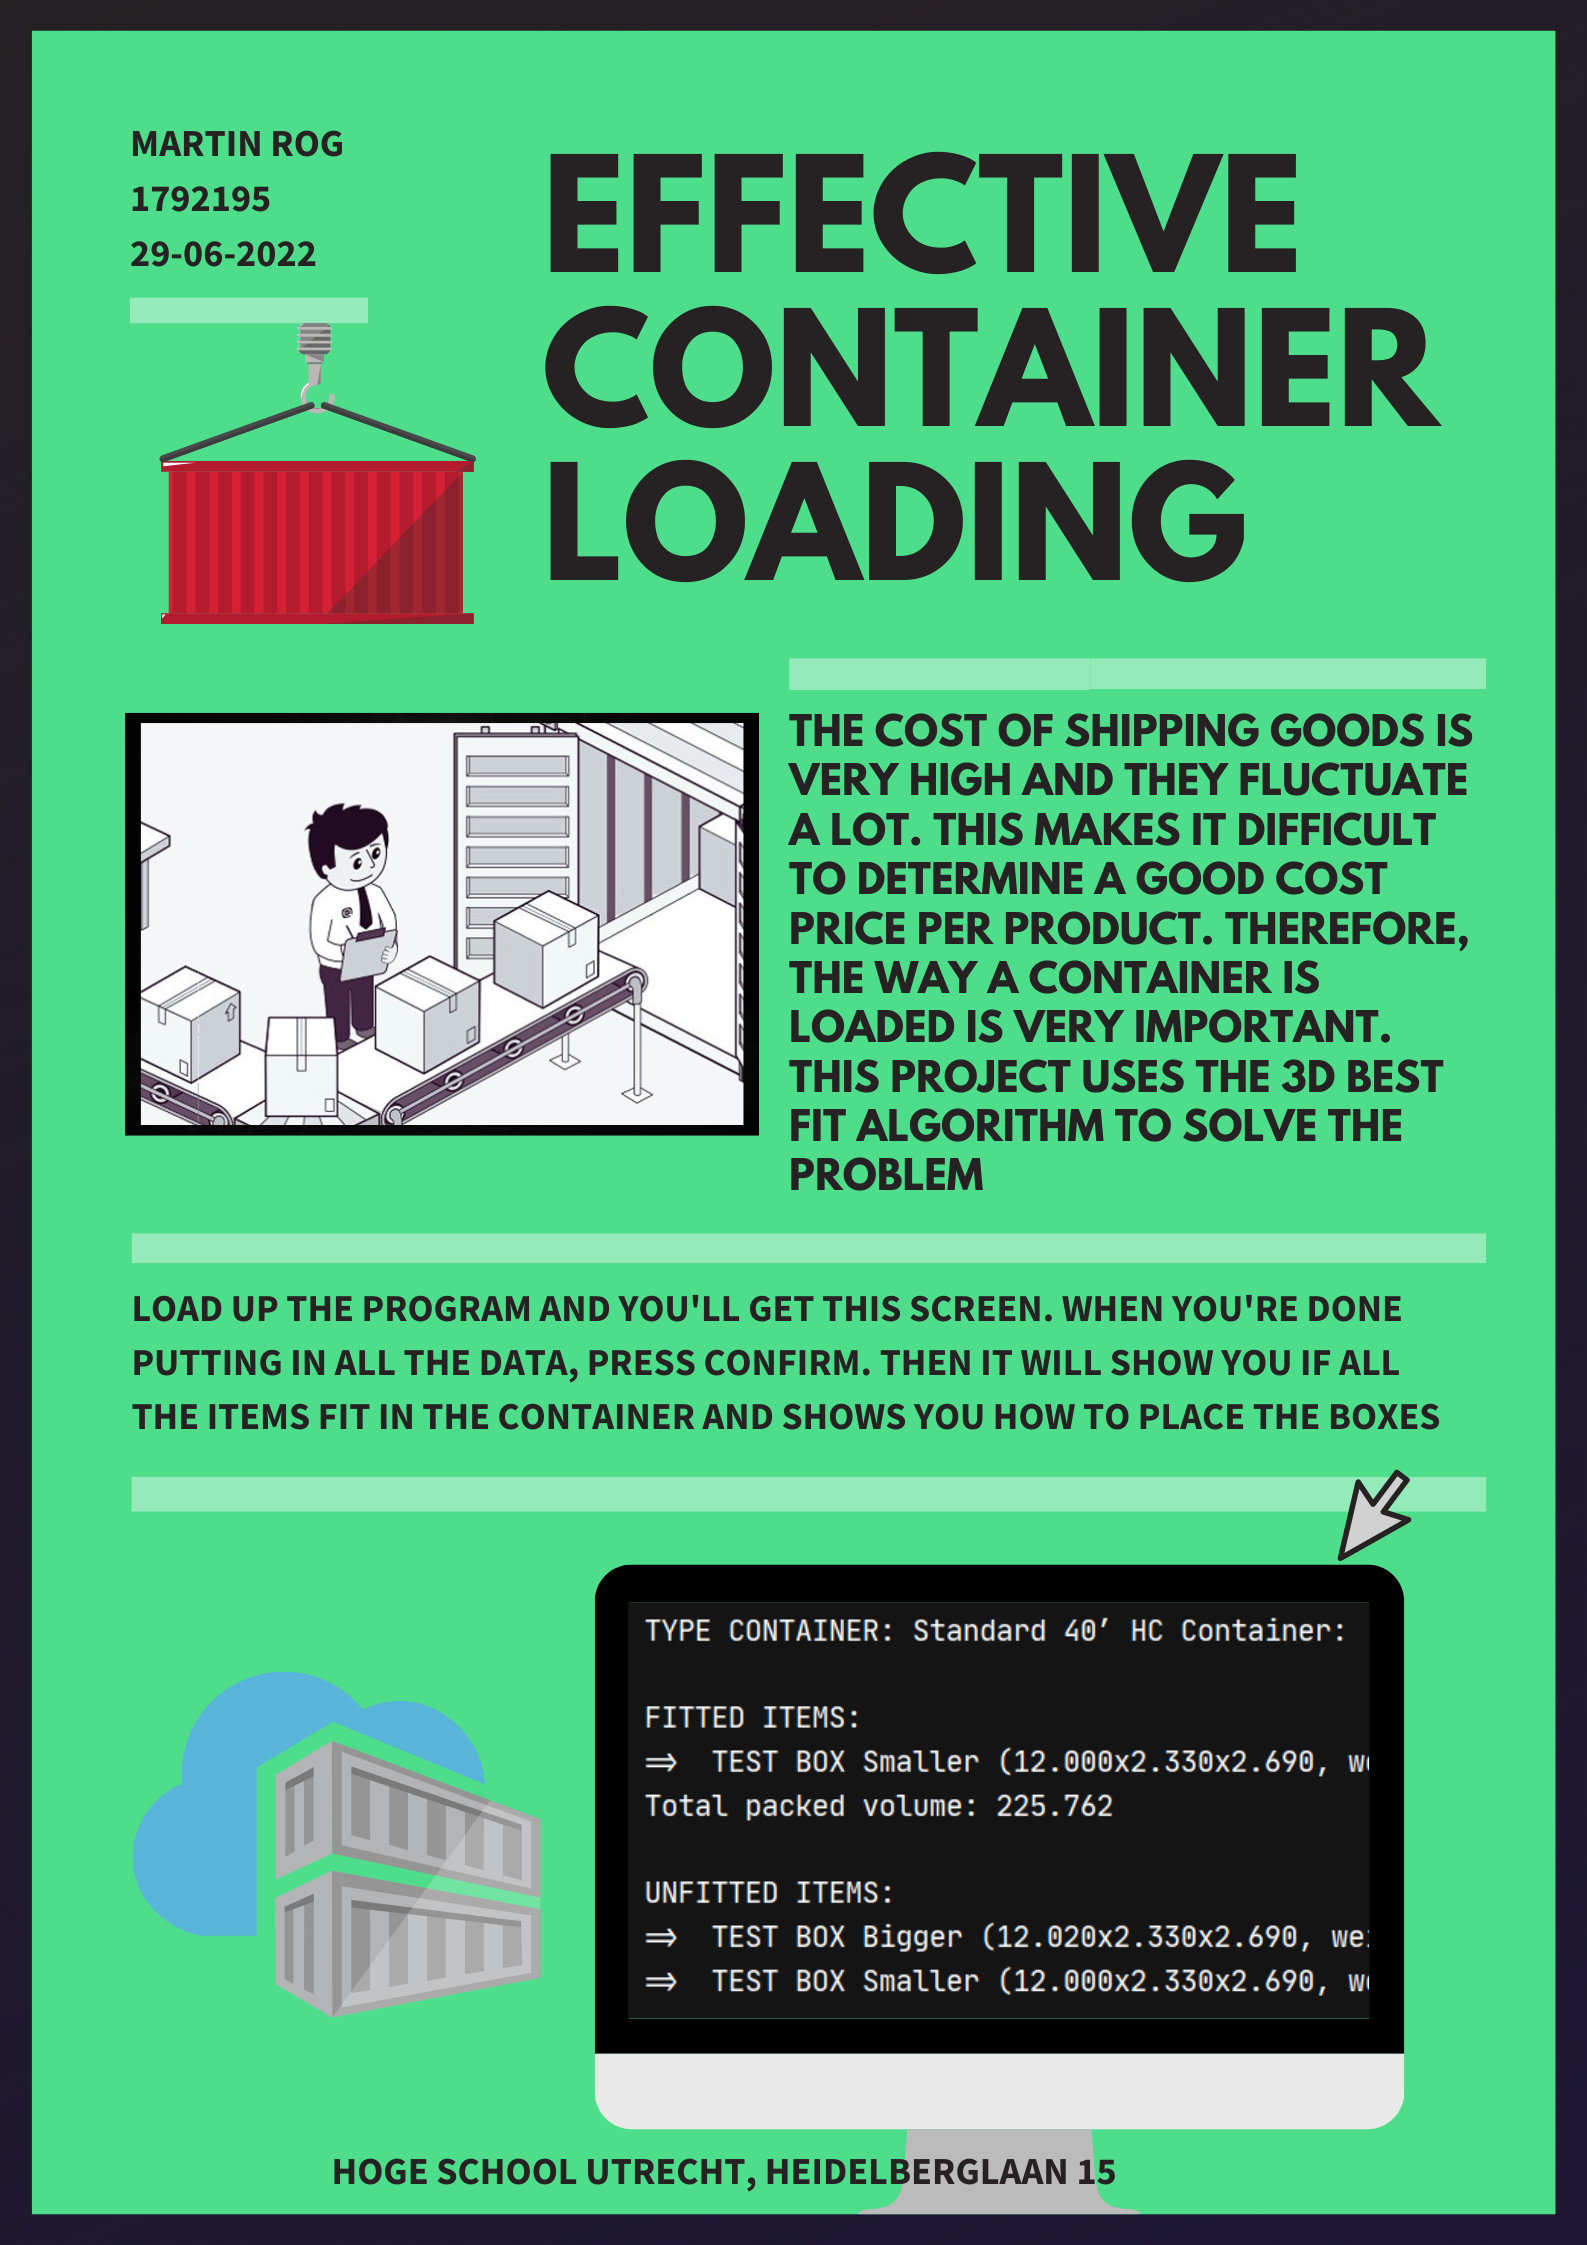 MARTIN ROG
1792195
29-06-2022
EFFECTIVE
CONTAINER
LOADING
THE COST OF SHIPPING GOODS IS
VERY HIGH AND THEY FLUCTUATE
A LOT. THIS MAKES IT DIFFICULT
TO DETERMINE A GOOD COST
PRICE PER PRODUCT. THEREFORE,
THE WAY A CONTAINER IS
LOADED IS VERY IMPORTANT.
THIS PROJECT USES THE 3D BEST
FIT ALGORITHM TO SOLVE THE
PROBLEM
LOAD UP THE PROGRAM AND YOU'LL GET THIS SCREEN. WHEN YOU'RE DONE
PUTTING IN ALL THE DATA, PRESS CONFIRM. THEN IT WILL SHOW YOU IF ALL
THE ITEMS FIT IN THE CONTAINER AND SHOWS YOU HOW TO PLACE THE BOXES
TYPE CONTAINER: Standard 40’ HC Container:
FITTED ITEMS:
=>  TEST BOX Smaller (12.000x2.330x2.690,
Total packed volume: 225.762
UNFITTED ITEMS:
=>  TEST BOX Bigger (12.020x2.330x2.690,
=>  TEST BOX Smaller (12.000x2.330x2.690,
HOGE SCHOOL UTRECHT, HEIDELBERGLAAN 15